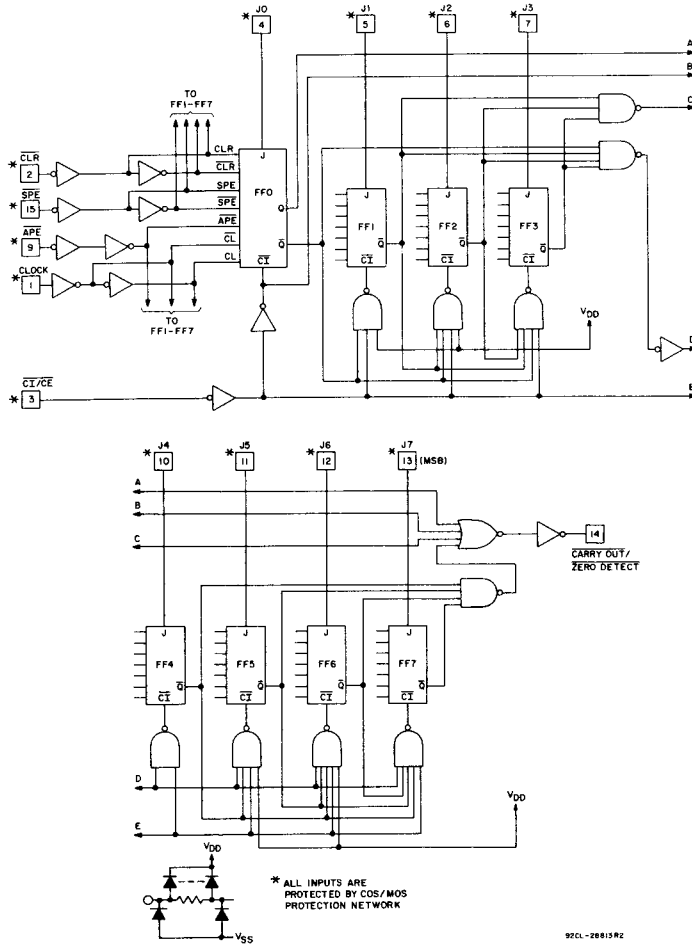 * J0
4
* J1
5
* J2
6
* J3
7
A
B
C
TO
FF1-FF7
* CLR
2
* SPE
15
* APE
9
* CLOCK
1
CLR
CLR
SPE
SPE
APE
CL
CL
J
FF0
Q
Q
CI
J
FF1
Q
CI
J
FF2
Q
CI
J
FF3
Q
CI
TO
FF1-FF7
VDD
D
* CI/CE
3
E
* J4
10
* J5
11
* J6
12
* J7
13 (MSB)
A
B
C
14
CARRY OUT/
ZERO DETECT
J
FF4
Q
CI
J
FF5
Q
CI
J
FF6
Q
CI
J
FF7
Q
CI
D
E
VDD
VDD
VSS
* ALL INPUTS ARE
PROTECTED BY COS/MOS
PROTECTION NETWORK
92CL-28813R2